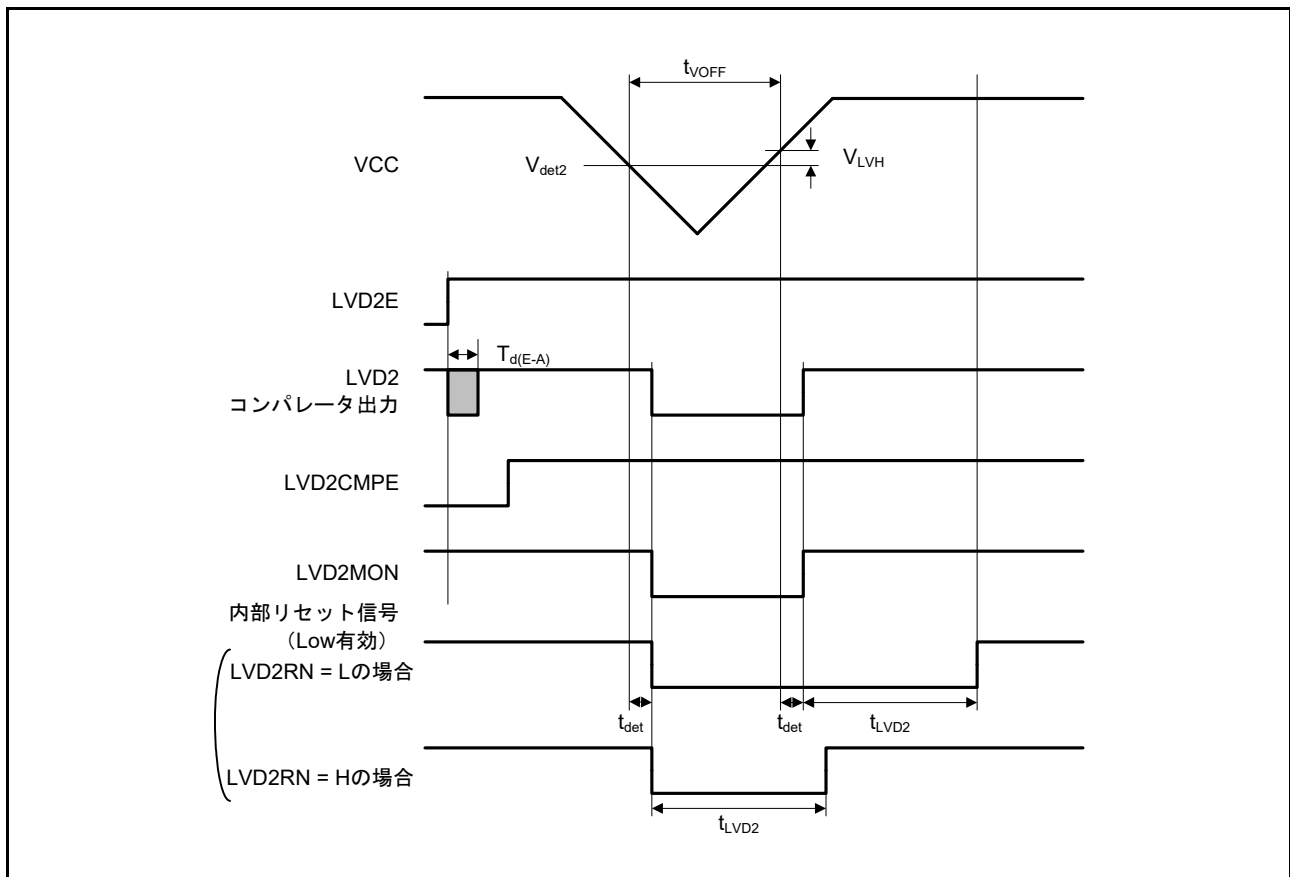 tVOFF
VCC
Vdet2
VLVH
LVD2E
Td(E-A)
LVD2
コンパレータ出力
LVD2CMPE
LVD2MON
内部リセット信号
（Low有効）
LVD2RN = Lの場合
tdet
tdet
tLVD2
LVD2RN = Hの場合
tLVD2